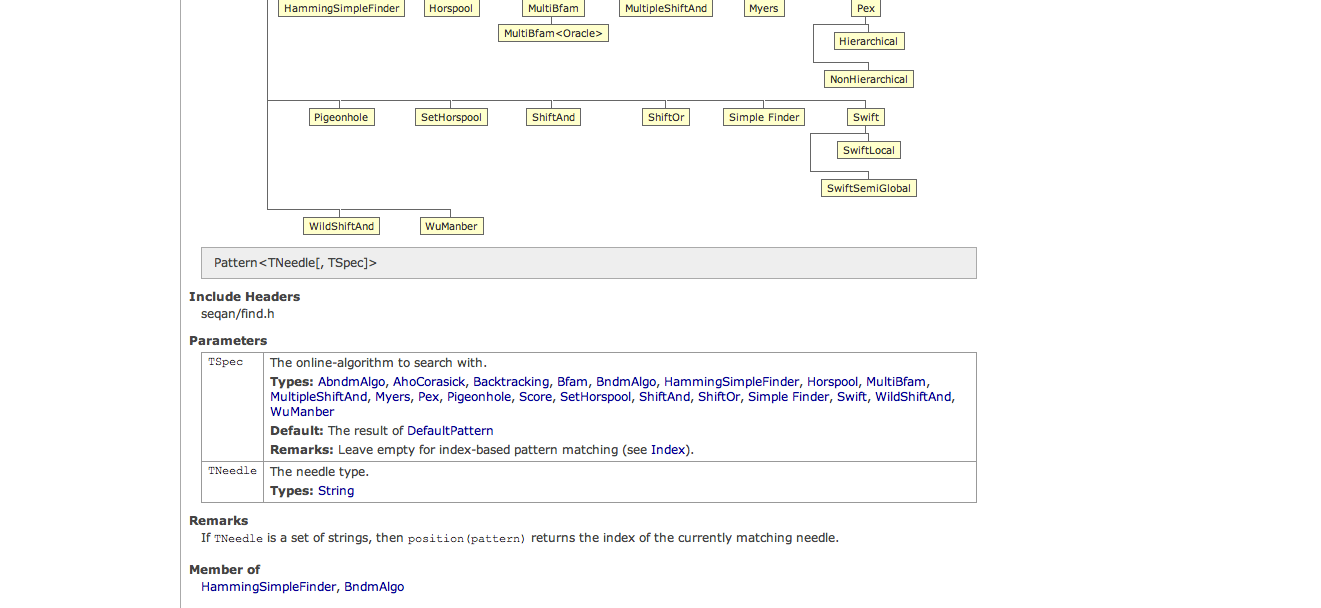 HammingSimpleFinder Horspool MultiBfam MultipleShiftAnd Myers Pex
MultiBfam<Oracle>
Hierarchical
NonHierarchical
Pigeonhole SetHorspool ShiftAnd ShiftOr Simple Finder Swift
SwiftLocal
SwiftSemiGlobal
WildShiftAnd WuManber
Pattern<TNeedle[, TSpec]>
Include Headers
seqan/find.h
Parameters
TSpec The online-algorithm to search with.
Types: AbndmAlgo, AhoCorasick, Backtracking, Bfam, BndmAlgo, HammingSimpleFinder, Horspool, MultiBfam,
MultipleShiftAnd, Myers, Pex, Pigeonhole, Score, SetHorspool, ShiftAnd, ShiftOr, Simple Finder, Swift, WildShiftAnd,
WuManber
Default: The result of DefaultPattern
Remarks: Leave empty for index-based pattern matching (see Index).
TNeedle The needle type.
Types: String
Remarks
If TNeedle is a set of strings, then position(pattern) returns the index of the currently matching needle.
Member of
HammingSimpleFinder, BndmAlgo